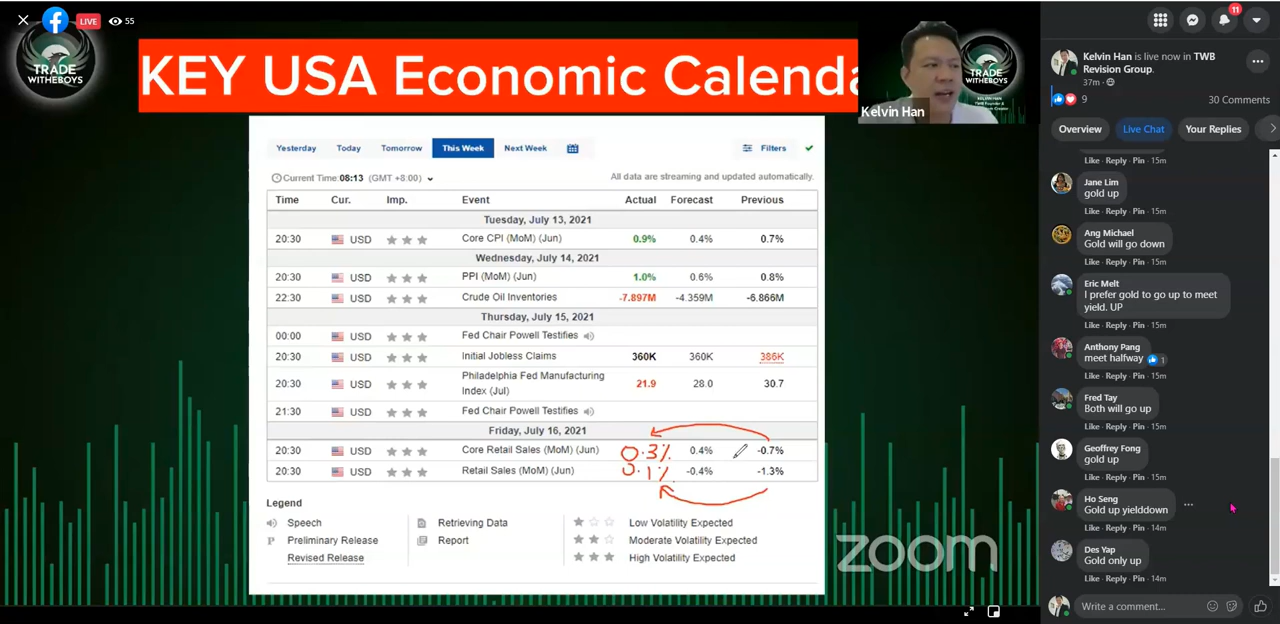 LIVE
55
TRADE
WITHEBOYS
KEY USA Economic Calenda
TRADE
WITHEBOYS
Kelvin Han
Yesterday Today Tomorrow This Week Next Week Filters
Current Time: 08:13 (GMT +8:00) All data are streaming and updated automatically.
Time Cur. Imp. Event Actual Forecast Previous
Tuesday, July 13, 2021
20:30 USD Core CPI (MoM) (Jun) 0.9% 0.4% 0.7%
Wednesday, July 14, 2021
20:30 USD PPI (MoM) (Jun) 1.0% 0.6% 0.8%
22:30 USD Crude Oil Inventories -7.897M -4.359M -6.866M
Thursday, July 15, 2021
00:00 USD Fed Chair Powell Testifies
20:30 USD Initial Jobless Claims 360K 360K 386K
20:30 USD Philadelphia Fed Manufacturing Index (Jul) 21.9 28.0 30.7
21:30 USD Fed Chair Powell Testifies
Friday, July 16, 2021
20:30 USD Core Retail Sales (MoM) (Jun) 0.3% 0.4% -0.7%
20:30 USD Retail Sales (MoM) (Jun) 0.1% -0.4% -1.3%
Legend
Speech Retrieving Data Low Volatility Expected
P Preliminary Release Report Moderate Volatility Expected
Revised Release High Volatility Expected
zoom
11
Kelvin Han is live now in TWB
Revision Group.
37m
9 30 Comments
Overview Live Chat Your Replies
Like · Reply · Pin · 15m
Jane Lim
gold up
Like · Reply · Pin · 15m
Ang Michael
Gold will go down
Like · Reply · Pin · 15m
Eric Melt
I prefer gold to go up to meet
yield. UP
Like · Reply · Pin · 15m
Anthony Pang
meet halfway 1
Like · Reply · Pin · 15m
Fred Tay
Both will go up
Like · Reply · Pin · 15m
Geoffrey Fong
gold up
Like · Reply · Pin · 15m
Ho Seng
Gold up yielddown
Like · Reply · Pin · 14m
Des Yap
Gold only up
Like · Reply · Pin · 14m
Write a comment...